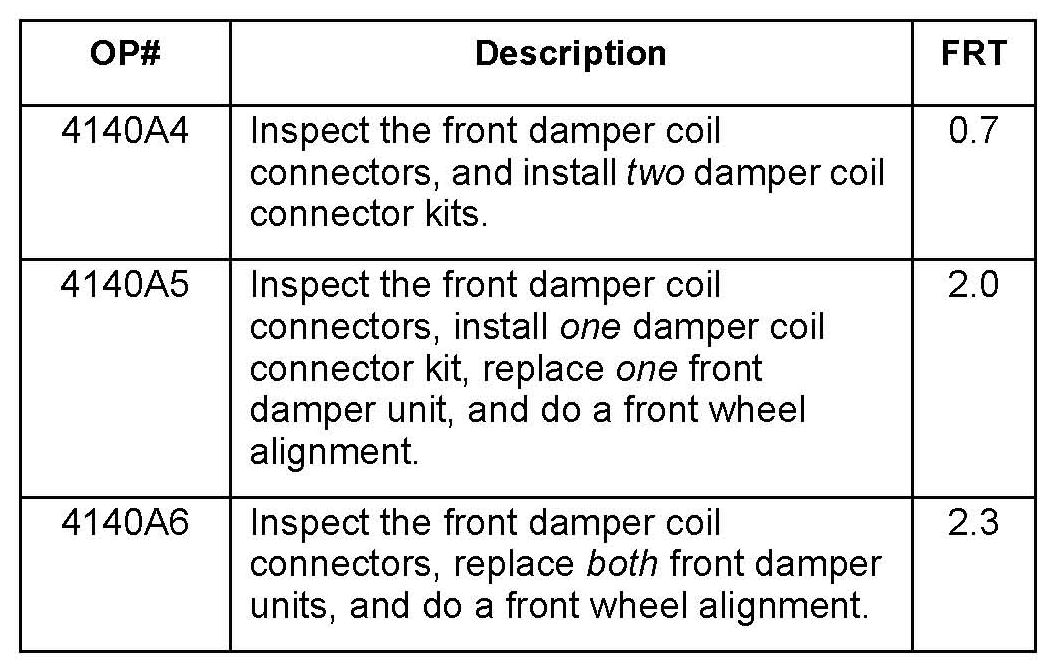 OP# Description FRT
4140A4 Inspect the front damper coil 0.7
connectors, and install two damper coil
connector kits.
4140A5 Inspect the front damper coil 2.0
connectors, install one damper coil
connector kit, replace one front
damper unit, and do a front wheel
alignment.
4140A6 Inspect the front damper coil 2.3
connectors, replace both front damper
units, and do a front wheel alignment.